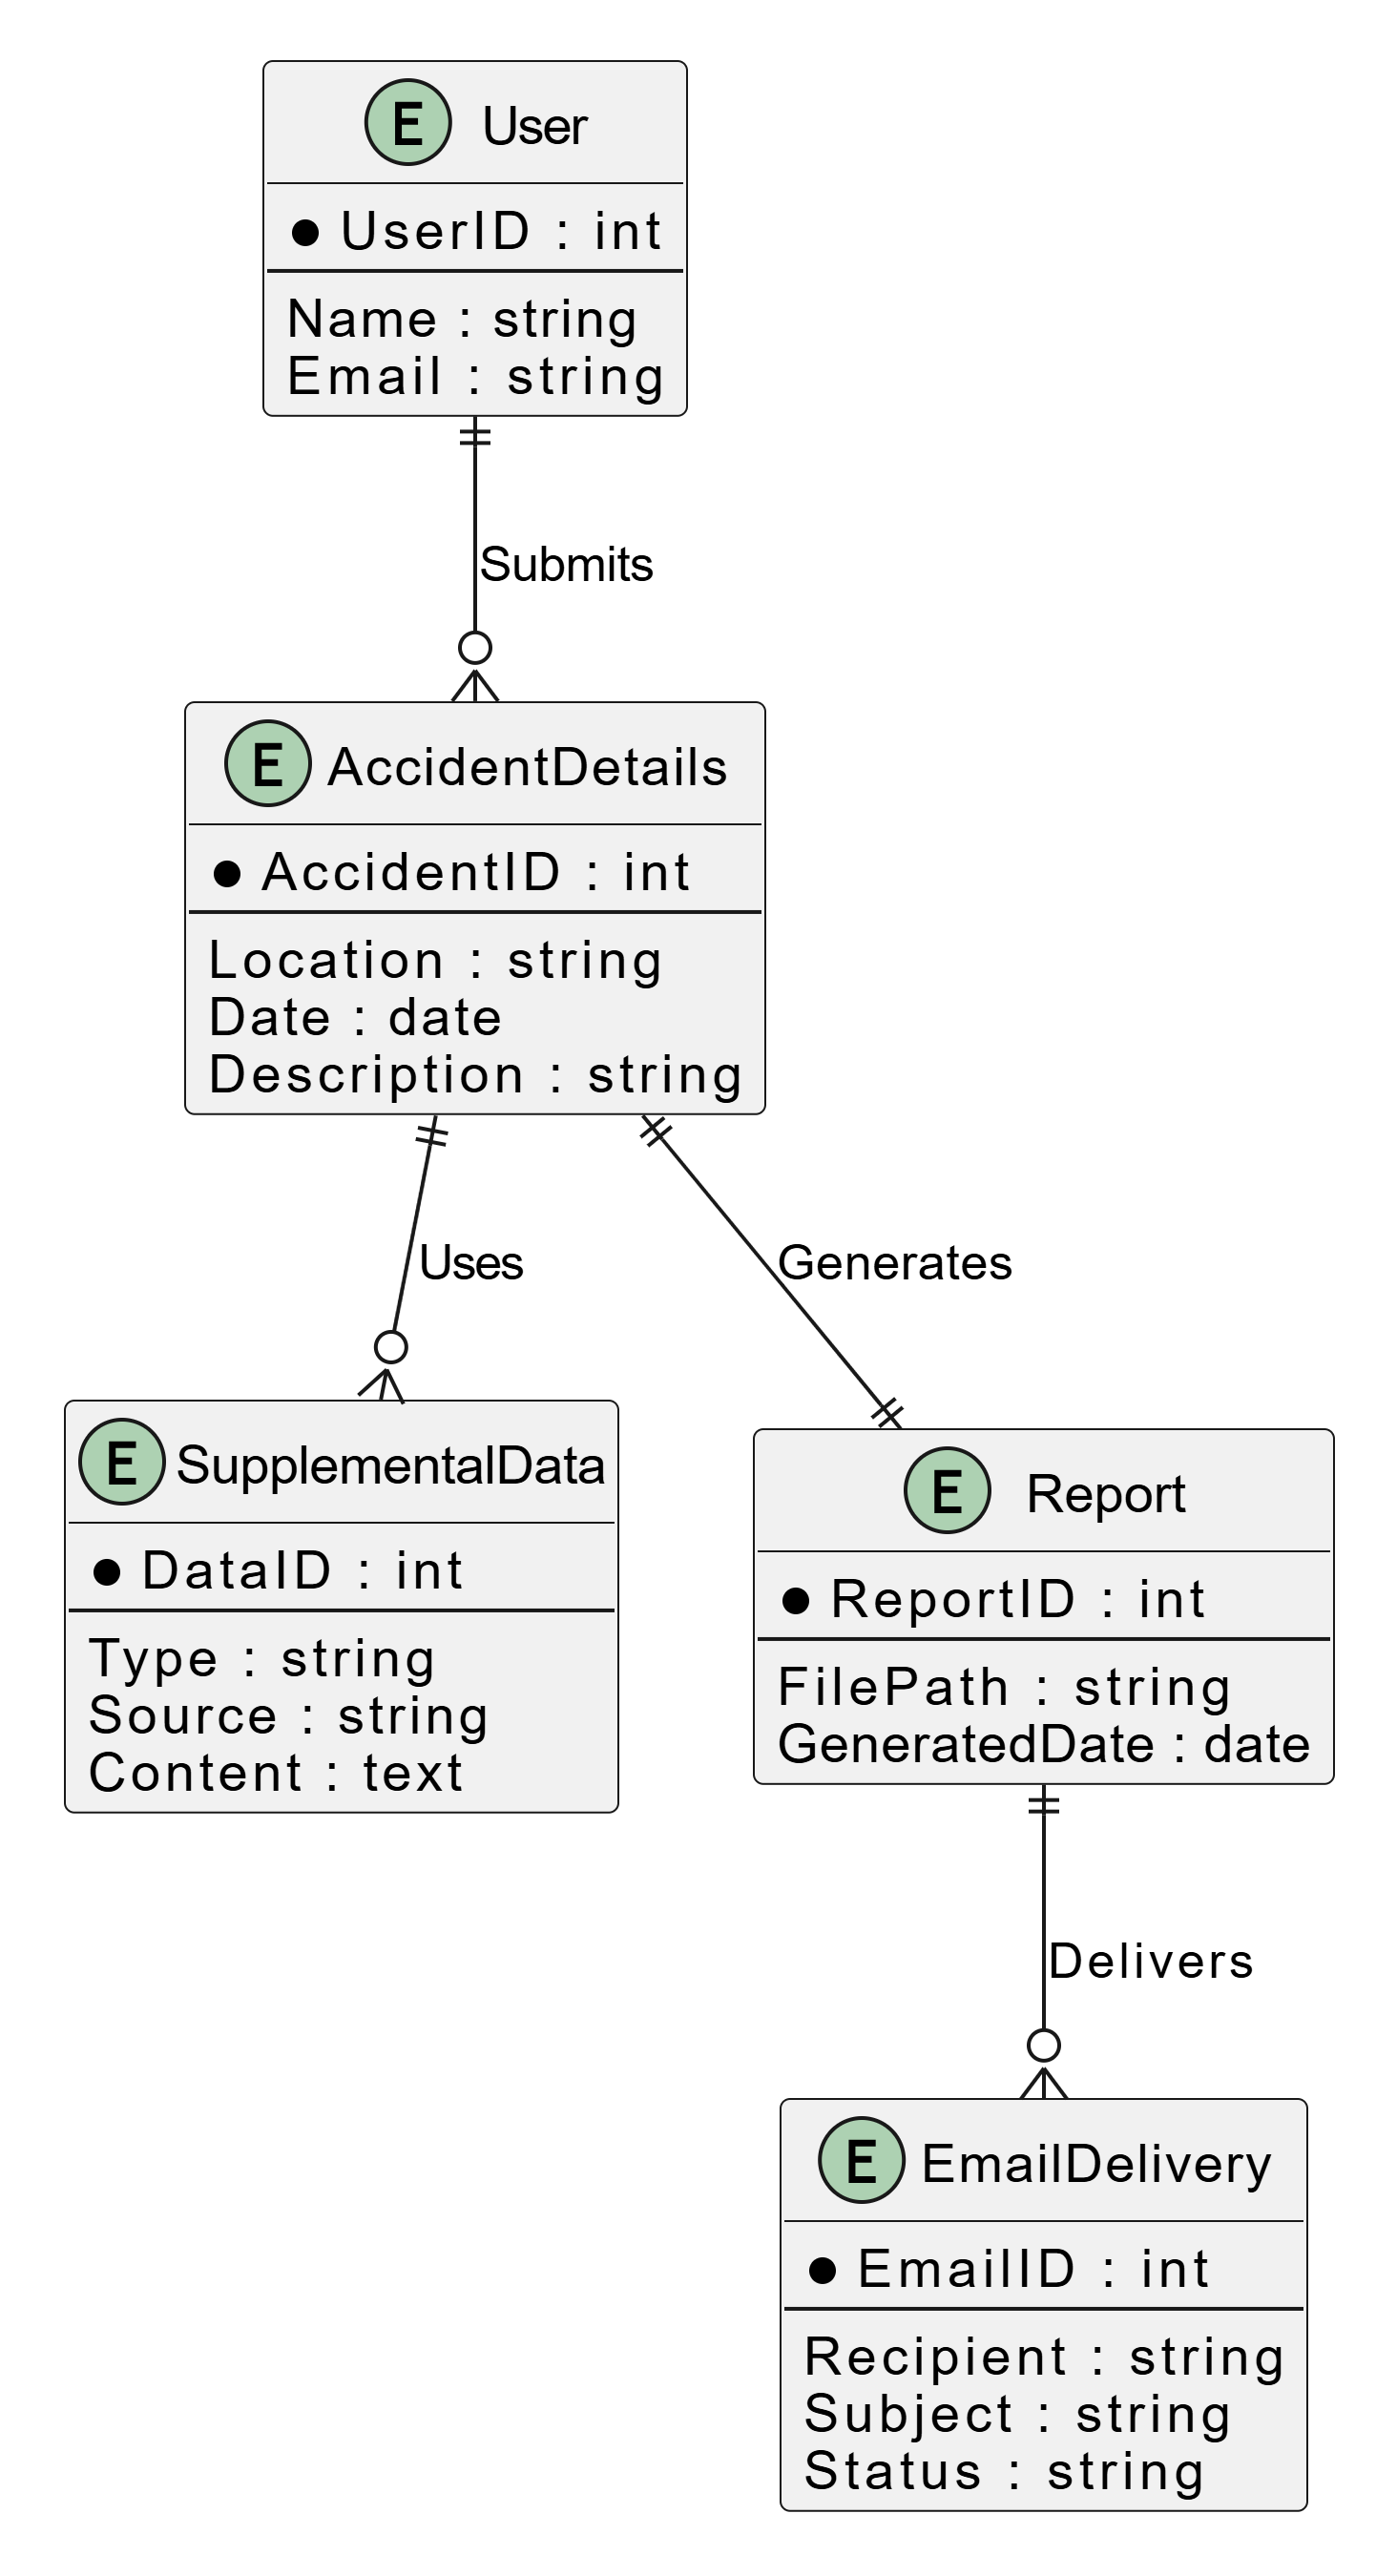 E User
● UserID : int
Name : string
Email : string
Submits
E AccidentDetails
● AccidentID : int
Location : string
Date : date
Description : string
Uses
Generates
E SupplementalData
● DataID : int
Type : string
Source : string
Content : text
E Report
● ReportID : int
FilePath : string
GeneratedDate : date
Delivers
E EmailDelivery
● EmailID : int
Recipient : string
Subject : string
Status : string